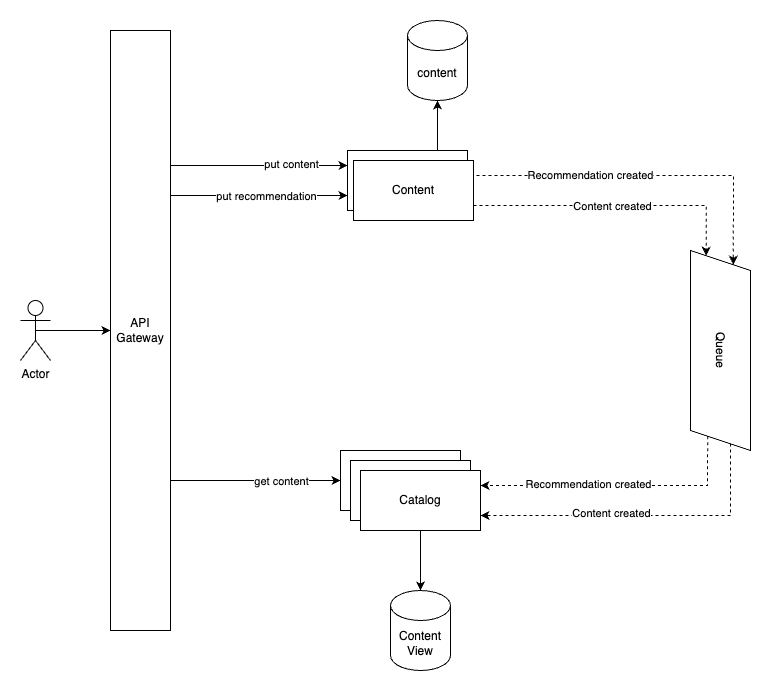 content
put content
Content
Recommendation created
put recommendation
Content created
API
Gateway
Queue
Actor
get content
Catalog
Recommendation created
Content created
Content
View